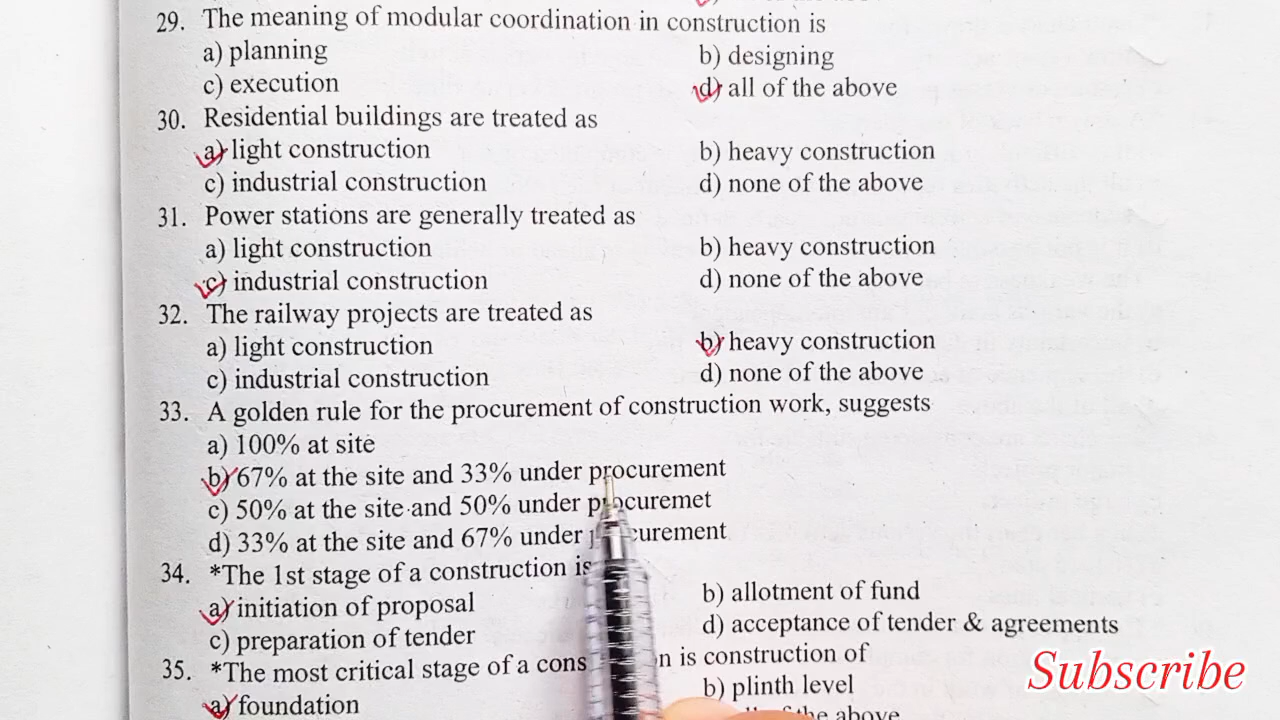 29. The meaning of modular coordination in construction is
a) planning b) designing
c) execution d) all of the above
30. Residential buildings are treated as
a) light construction b) heavy construction
c) industrial construction d) none of the above
31. Power stations are generally treated as
a) light construction b) heavy construction
c) industrial construction d) none of the above
32. The railway projects are treated as
a) light construction b) heavy construction
c) industrial construction d) none of the above
33. A golden rule for the procurement of construction work, suggests
a) 100% at site
b) 67% at the site and 33% under procurement
c) 50% at the site and 50% under procuremet
d) 33% at the site and 67% under curement
34. *The 1st stage of a construction is
a) initiation of proposal b) allotment of fund
c) preparation of tender d) acceptance of tender & agreements
35. *The most critical stage of a cons n is construction of
a) foundation b) plinth level
the above
Subscribe